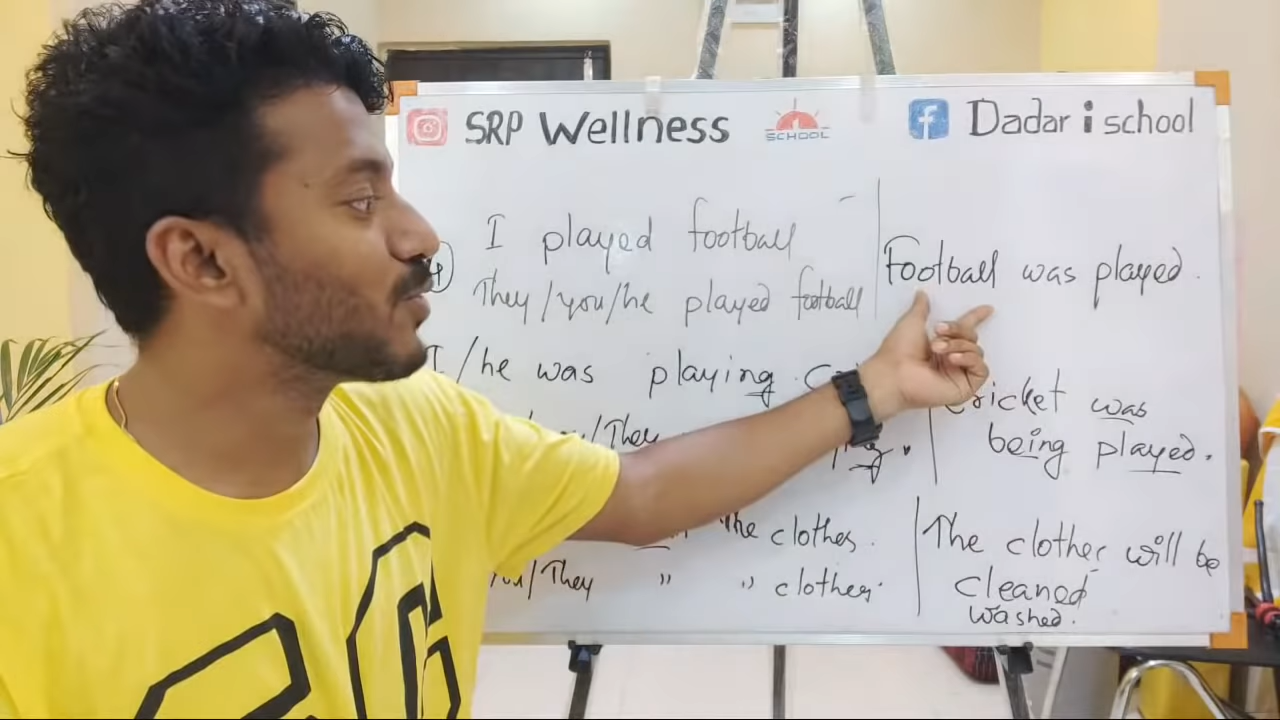 SRP Wellness
SCHOOL
Dadar i school
I played football
They/you/he played football
Football was played.
I/he was playing
/They
Cricket was
being played.
the clothes.
You/They " " clothes.
The clothes will be
cleaned
washed.